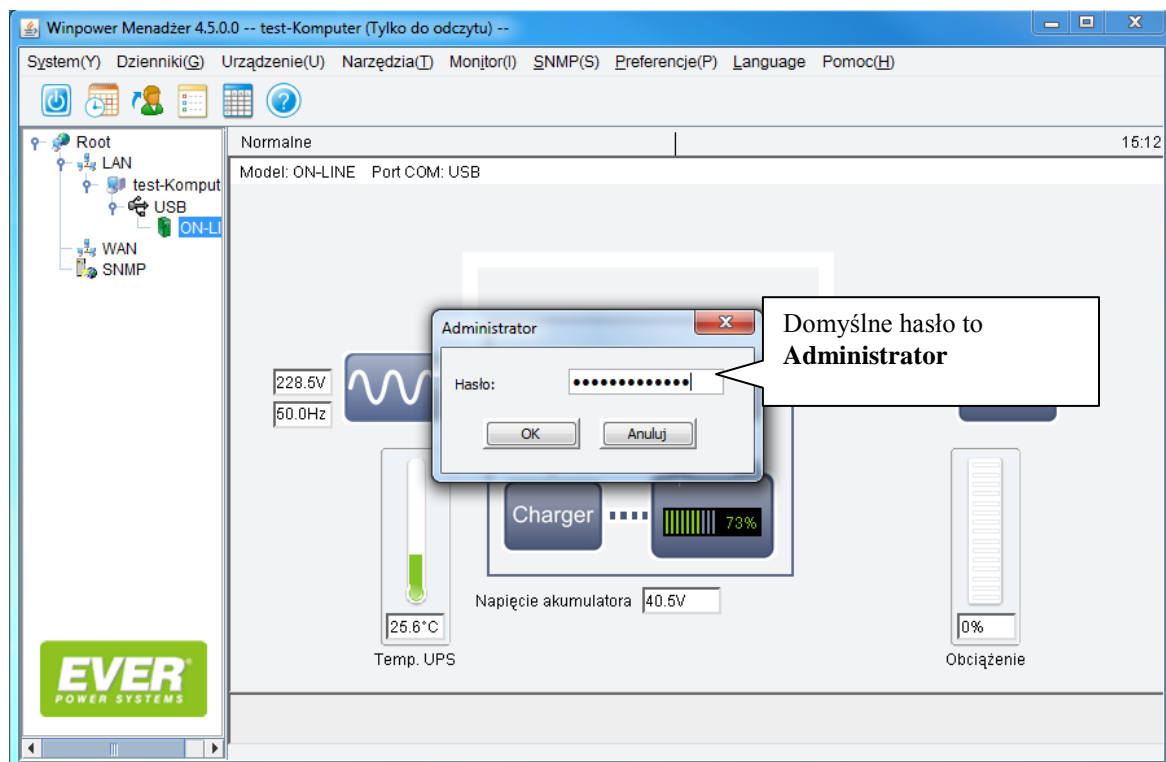 Winpower Menadżer 4.5.0.0 -- test-Komputer (Tylko do odczytu) --
System(Y) Dzienniki(G) Urządzenie(U) Narzędzia(T) Monitor(I) SNMP(S) Preferencje(P) Language Pomoc(H)
Root
LAN
test-Komput
USB
ON-LI
WAN
SNMP
Normalne 15:12
Model: ON-LINE Port COM: USB
Administrator
Hasło: •••••••••••••
OK Anuluj
Domyślne hasło to
Administrator
228.5V
50.0Hz
Charger 73%
Napięcie akumulatora 40.5V
25.6°C
Temp. UPS
0%
Obciążenie
EVER
POWER SYSTEMS